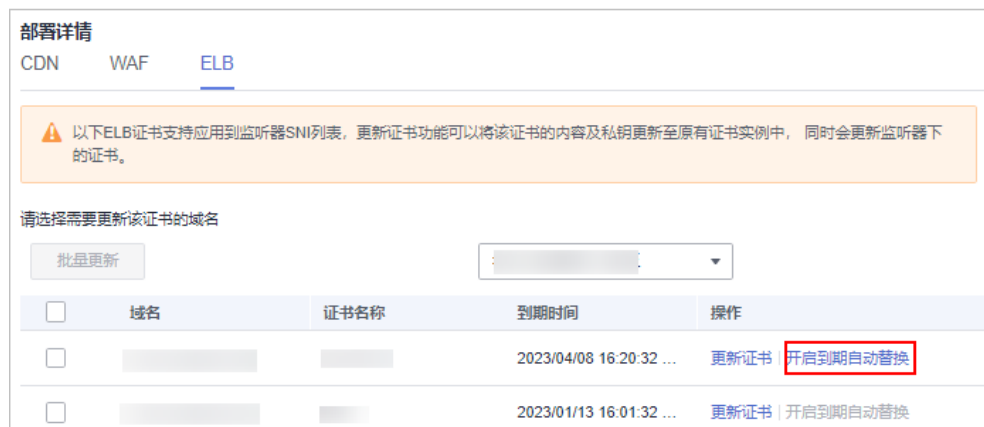 部署详情
CDN WAF ELB
以下ELB证书支持应用到监听器SNI列表，更新证书功能可以将该证书的内容及私钥更新至原有证书实例中， 同时会更新监听器下
的证书。
请选择需要更新该证书的域名
批量更新
域名 证书名称 到期时间 操作
2023/04/08 16:20:32 ... 更新证书 | 开启到期自动替换
2023/01/13 16:01:32 ... 更新证书 | 开启到期自动替换